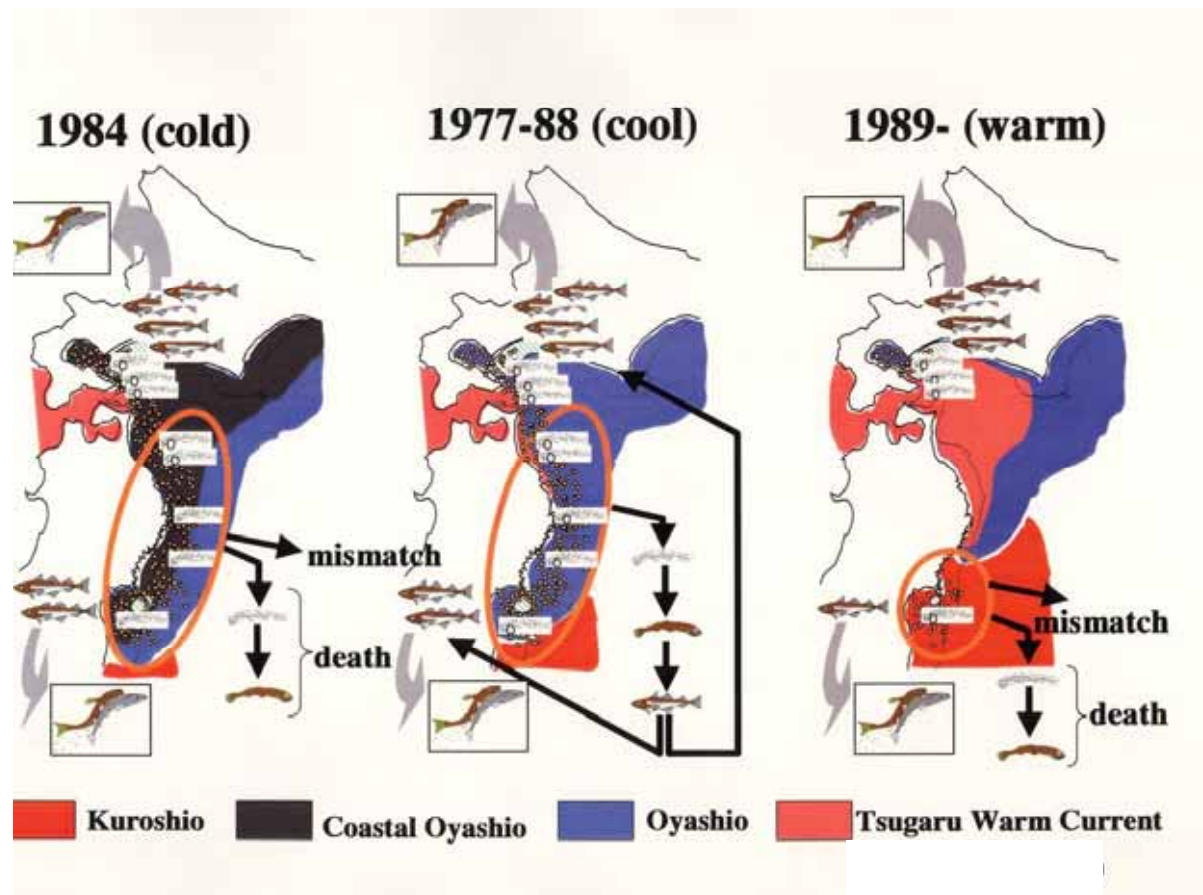 1984 (cold)
1977-88 (cool)
1989- (warm)
mismatch
death
mismatch
death
Kuroshio
Coastal Oyashio
Oyashio
Tsugaru Warm Current